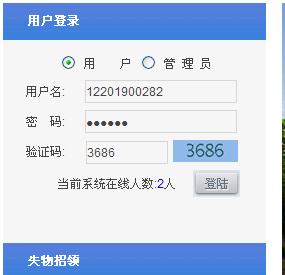 用户登录
用　户 管理员
用户名: 12201900282
密　码: ●●●●●●
验证码: 3686 3686
当前系统在线人数:2人 登陆
失物招领